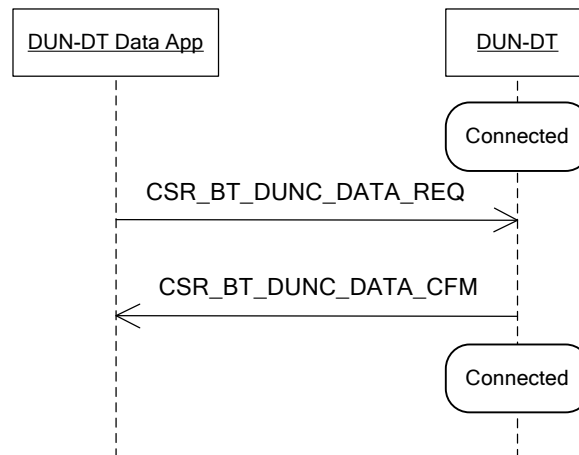 DUN-DT Data App
DUN-DT
Connected
CSR_BT_DUNC_DATA_REQ
CSR_BT_DUNC_DATA_CFM
Connected